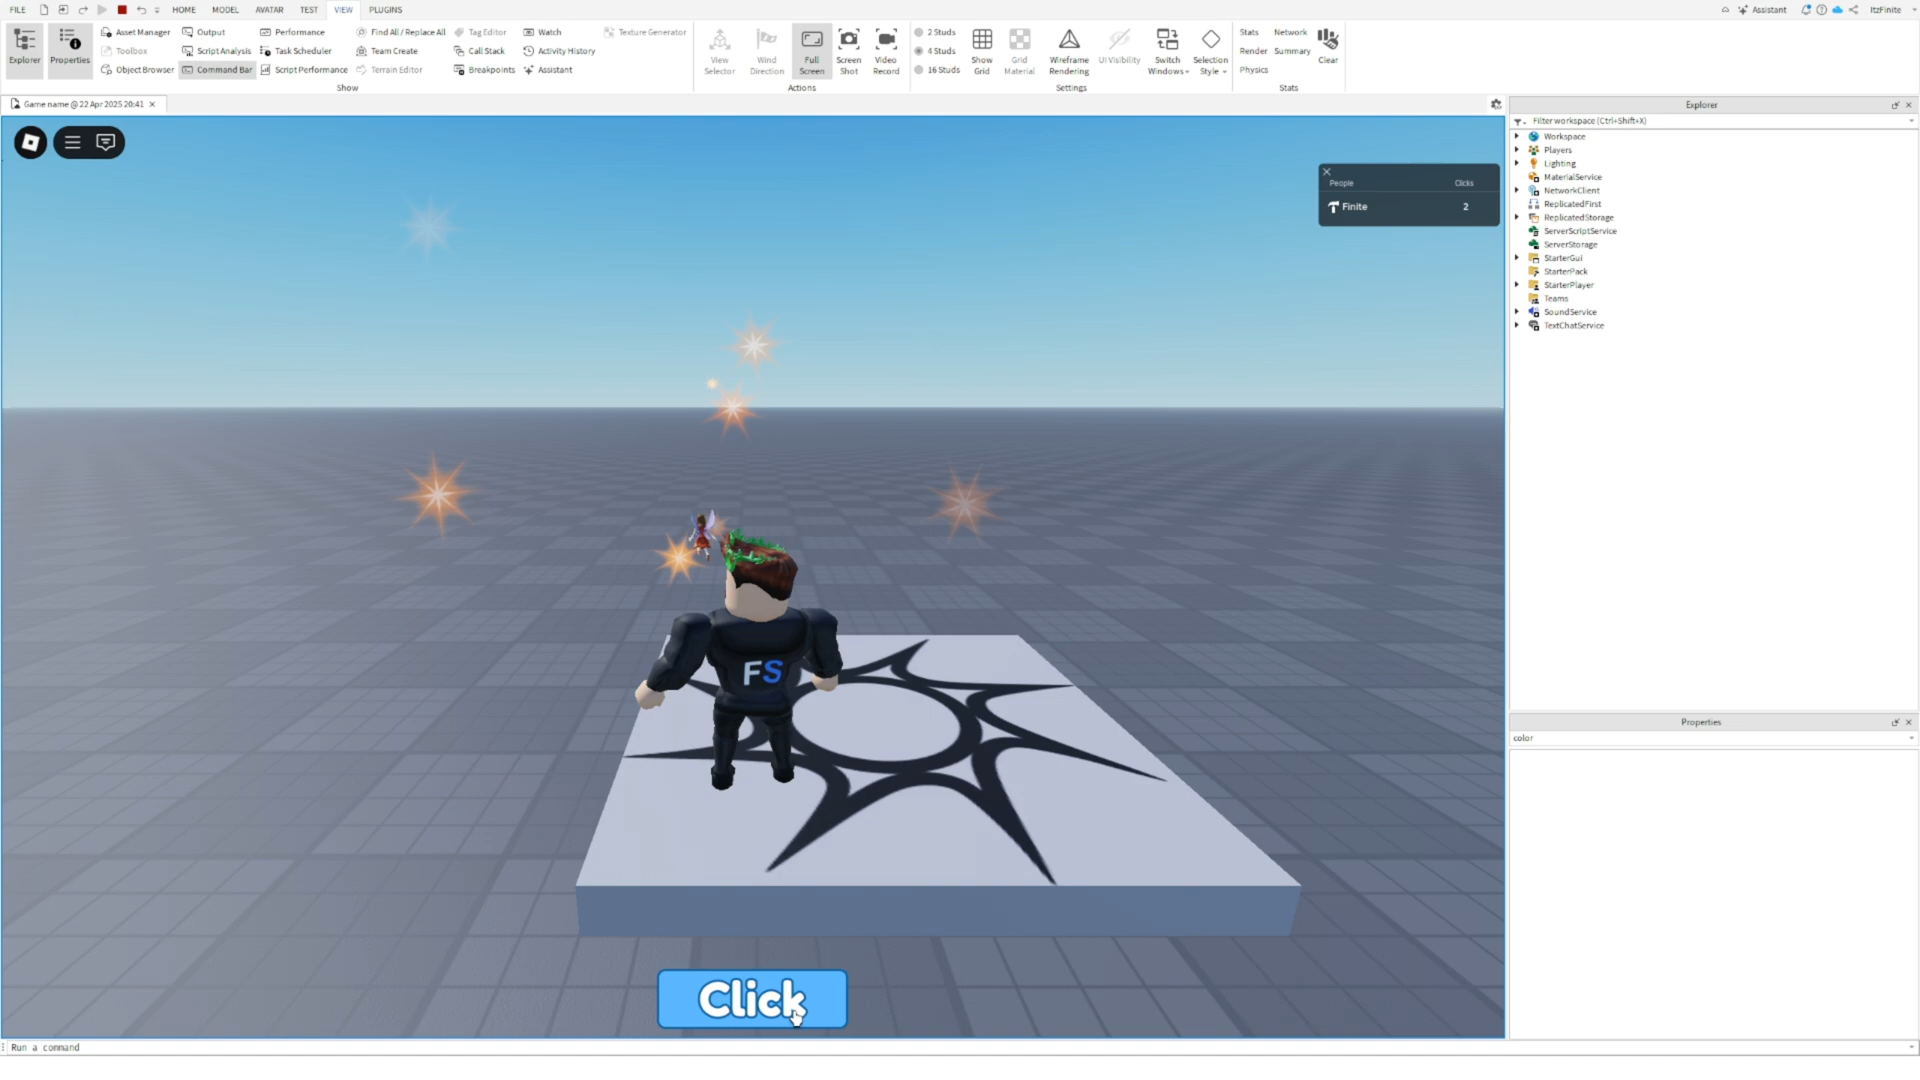 FILE HOME MODEL AVATAR TEST VIEW PLUGINS Assistant ItzFinite
Explorer
Properties
Asset Manager Output Performance Find All / Replace All Tag Editor Watch Texture Generator
Toolbox Script Analysis Task Scheduler Team Create Call Stack Activity History
Object Browser Command Bar Script Performance Terrain Editor Breakpoints Assistant
Show
View Selector
Wind Direction
Full Screen
Screen Shot
Video Record
Actions
2 Studs
4 Studs
16 Studs
Show Grid
Grid Material
Wireframe Rendering
UI Visibility
Switch Windows
Selection Style
Settings
Stats Network
Render Summary
Physics
Clear
Stats
Game name @ 22 Apr 2025 20:41
People Clicks
Finite 2
FS
Click
Explorer
Filter workspace (Ctrl+Shift+X)
Workspace
Players
Lighting
MaterialService
NetworkClient
ReplicatedFirst
ReplicatedStorage
ServerScriptService
ServerStorage
StarterGui
StarterPack
StarterPlayer
Teams
SoundService
TextChatService
Properties
color
Run a command